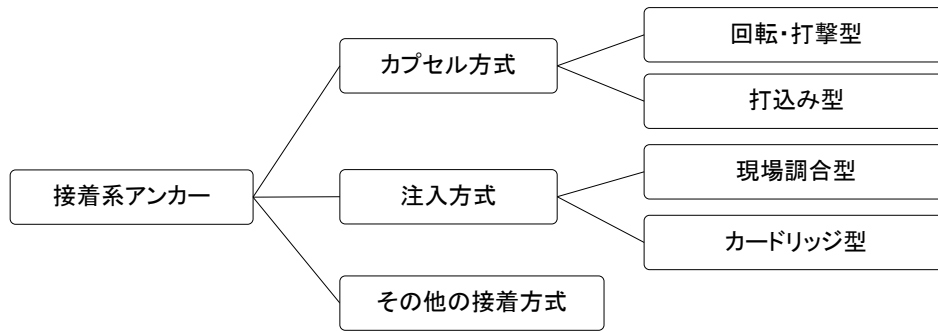 接着系アンカー
カプセル方式
回転・打撃型
打込み型
注入方式
現場調合型
カードリッジ型
その他の接着方式